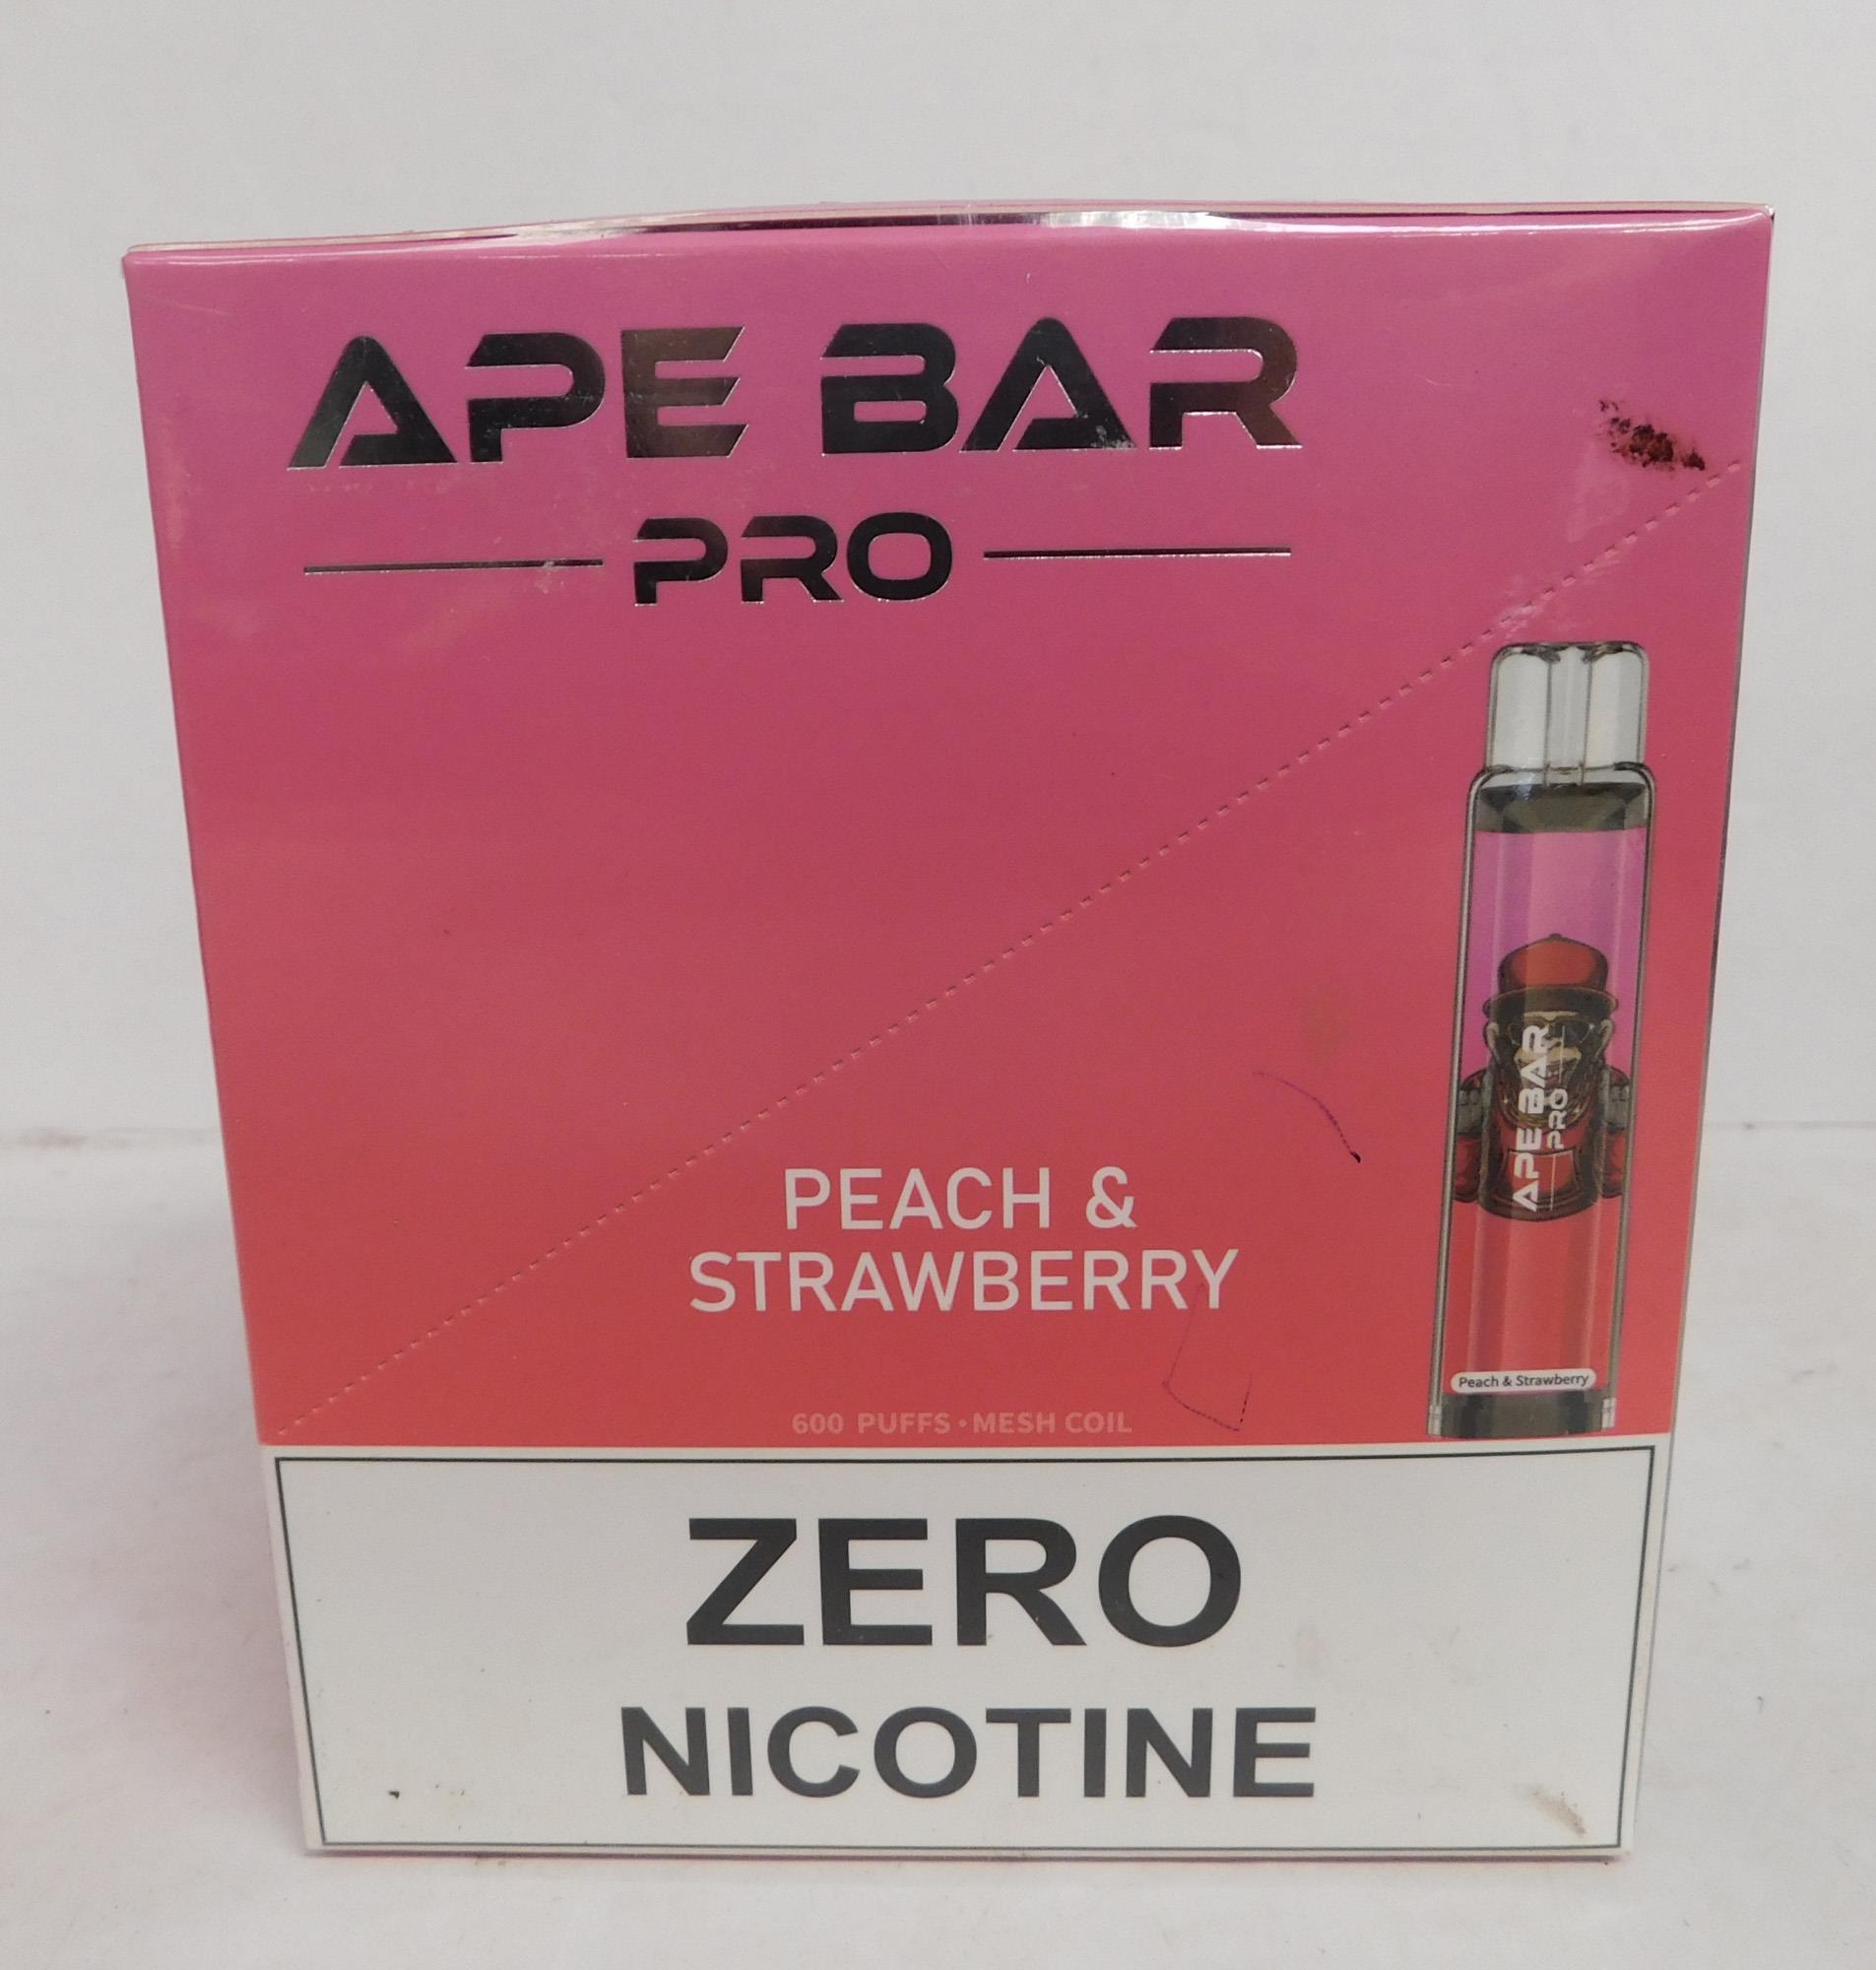 APE BAR
PRO
PEACH &
STRAWBERRY
600 PUFFS • MESH COIL
APE BAR
PRO
Peach & Strawberry
ZERO
NICOTINE